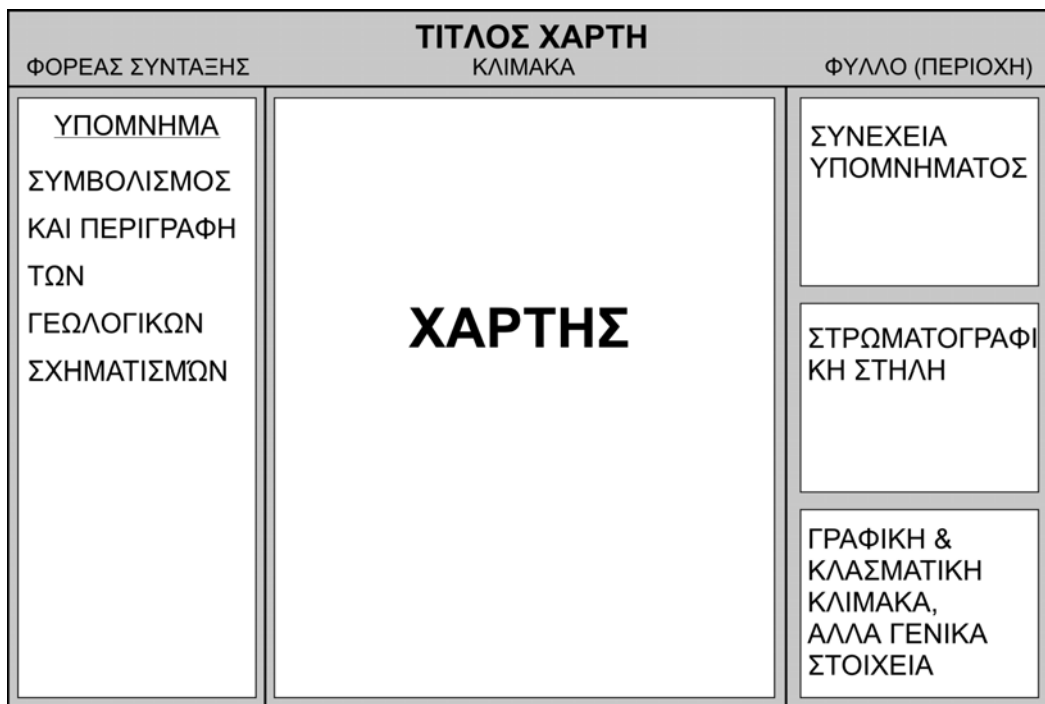 ΤΙΤΛΟΣ ΧΑΡΤΗ
ΦΟΡΕΑΣ ΣΥΝΤΑΞΗΣ
ΚΛΙΜΑΚΑ
ΦΥΛΛΟ (ΠΕΡΙΟΧΗ)
ΥΠΟΜΝΗΜΑ
ΣΥΜΒΟΛΙΣΜΟΣ
ΚΑΙ ΠΕΡΙΓΡΑΦΗ
ΤΩΝ
ΓΕΩΛΟΓΙΚΩΝ
ΣΧΗΜΑΤΙΣΜΏΝ
ΧΑΡΤΗΣ
ΣΥΝΕΧΕΙΑ
ΥΠΟΜΝΗΜΑΤΟΣ
ΣΤΡΩΜΑΤΟΓΡΑΦΙ
ΚΗ ΣΤΗΛΗ
ΓΡΑΦΙΚΗ &
ΚΛΑΣΜΑΤΙΚΗ
ΚΛΙΜΑΚΑ,
ΑΛΛΑ ΓΕΝΙΚΑ
ΣΤΟΙΧΕΙΑ